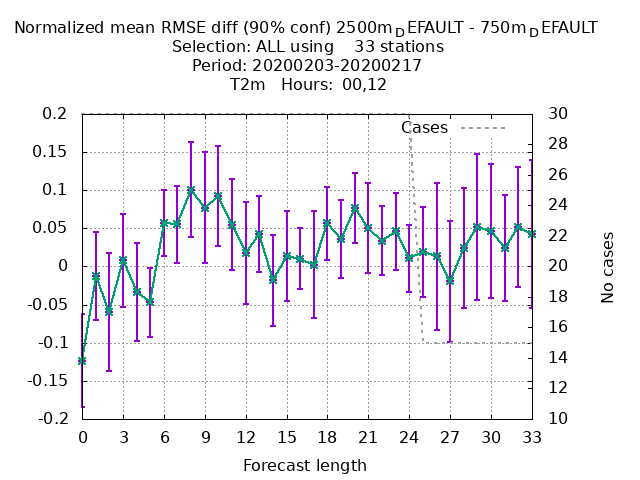 Normalized mean RMSE diff (90% conf) 2500m_DEFAULT - 750m_DEFAULT
Selection: ALL using    33 stations
Period: 20200203-20200217
T2m   Hours: 00,12
Cases
0.2
0.15
0.1
0.05
0
-0.05
-0.1
-0.15
-0.2
30
28
26
24
22
20
18
16
14
12
10
No cases
0 3 6 9 12 15 18 21 24 27 30 33
Forecast length